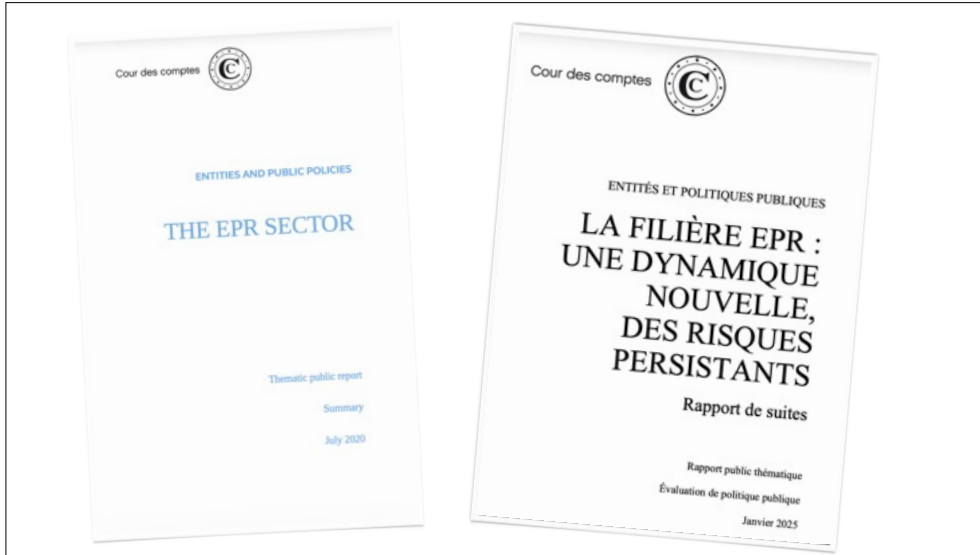 Cour des comptes
ENTITIES AND PUBLIC POLICIES
THE EPR SECTOR
Thematic public report
Summary
July 2020
Cour des comptes
ENTITÉS ET POLITIQUES PUBLIQUES
LA FILIÈRE EPR :
UNE DYNAMIQUE
NOUVELLE,
DES RISQUES
PERSISTANTS
Rapport de suites
Rapport public thématique
Évaluation de politique publique
Janvier 2025